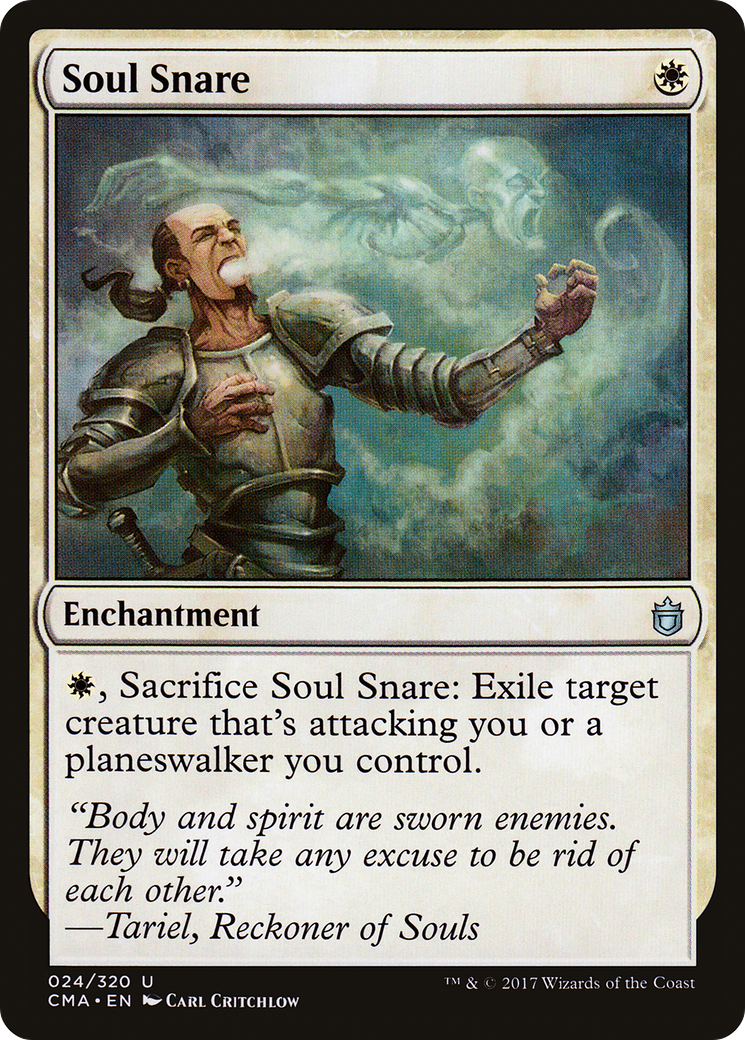 Soul Snare
Enchantment
, Sacrifice Soul Snare: Exile target
creature that's attacking you or a
planeswalker you control.
“Body and spirit are sworn enemies.
They will take any excuse to be rid of
each other.”
—Tariel, Reckoner of Souls
024/320 U
™ & © 2017 Wizards of the Coast
CMA • EN Carl Critchlow